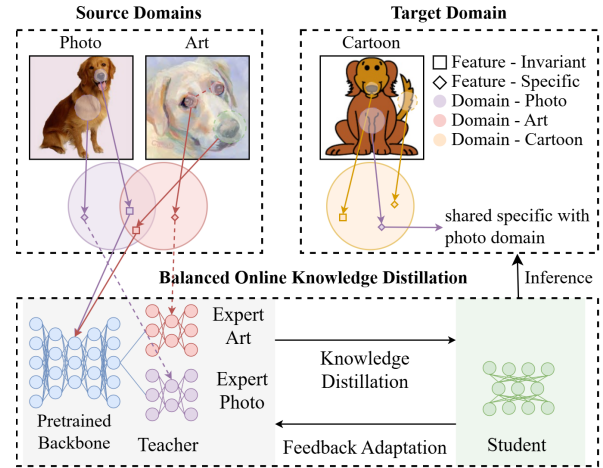 Source Domains
Target Domain
Photo
Art
Cartoon
Feature - Invariant
Feature - Specific
Domain - Photo
Domain - Art
Domain - Cartoon
shared specific with
photo domain
Balanced Online Knowledge Distillation
Inference
Expert
Art
Expert
Photo
Knowledge
Distillation
Pretrained
Backbone
Teacher
Feedback Adaptation
Student